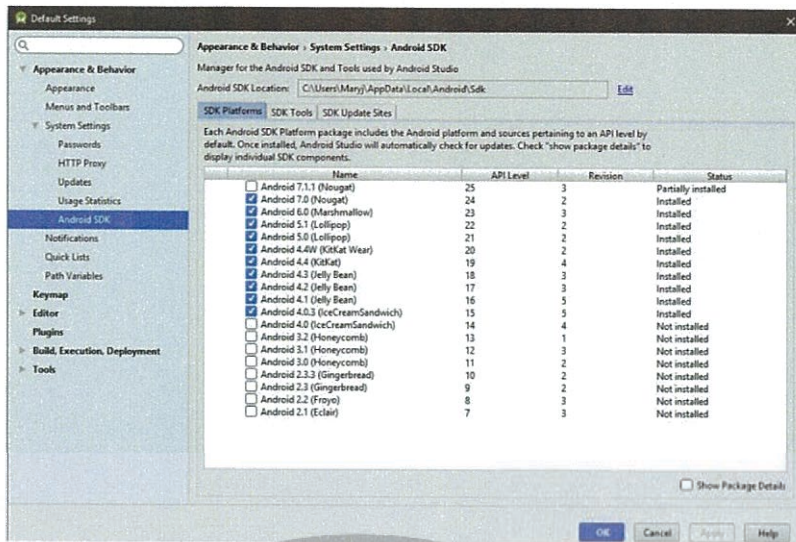 Default Settings
Appearance & Behavior › System Settings › Android SDK
Manager for the Android SDK and Tools used by Android Studio
Android SDK Location: C:\Users\Maryj\AppData\Local\Android\Sdk Edit
Appearance & Behavior
Appearance
Menus and Toolbars
System Settings
Passwords
HTTP Proxy
Updates
Usage Statistics
Android SDK
Notifications
Quick Lists
Path Variables
Keymap
Editor
Plugins
Build, Execution, Deployment
Tools
SDK Platforms SDK Tools SDK Update Sites
Each Android SDK Platform package includes the Android platform and sources pertaining to an API level by
default. Once installed, Android Studio will automatically check for updates. Check "show package details" to
display individual SDK components.
Name API Level Revision Status
Android 7.1.1 (Nougat) 25 3 Partially installed
Android 7.0 (Nougat) 24 2 Installed
Android 6.0 (Marshmallow) 23 3 Installed
Android 5.1 (Lollipop) 22 2 Installed
Android 5.0 (Lollipop) 21 2 Installed
Android 4.4W (KitKat Wear) 20 2 Installed
Android 4.4 (KitKat) 19 4 Installed
Android 4.3 (Jelly Bean) 18 3 Installed
Android 4.2 (Jelly Bean) 17 3 Installed
Android 4.1 (Jelly Bean) 16 5 Installed
Android 4.0.3 (IceCreamSandwich) 15 5 Installed
Android 4.0 (IceCreamSandwich) 14 4 Not installed
Android 3.2 (Honeycomb) 13 1 Not installed
Android 3.1 (Honeycomb) 12 3 Not installed
Android 3.0 (Honeycomb) 11 2 Not installed
Android 2.3.3 (Gingerbread) 10 2 Not installed
Android 2.3 (Gingerbread) 9 2 Not installed
Android 2.2 (Froyo) 8 3 Not installed
Android 2.1 (Eclair) 7 3 Not installed
Show Package Details
OK Cancel Apply Help